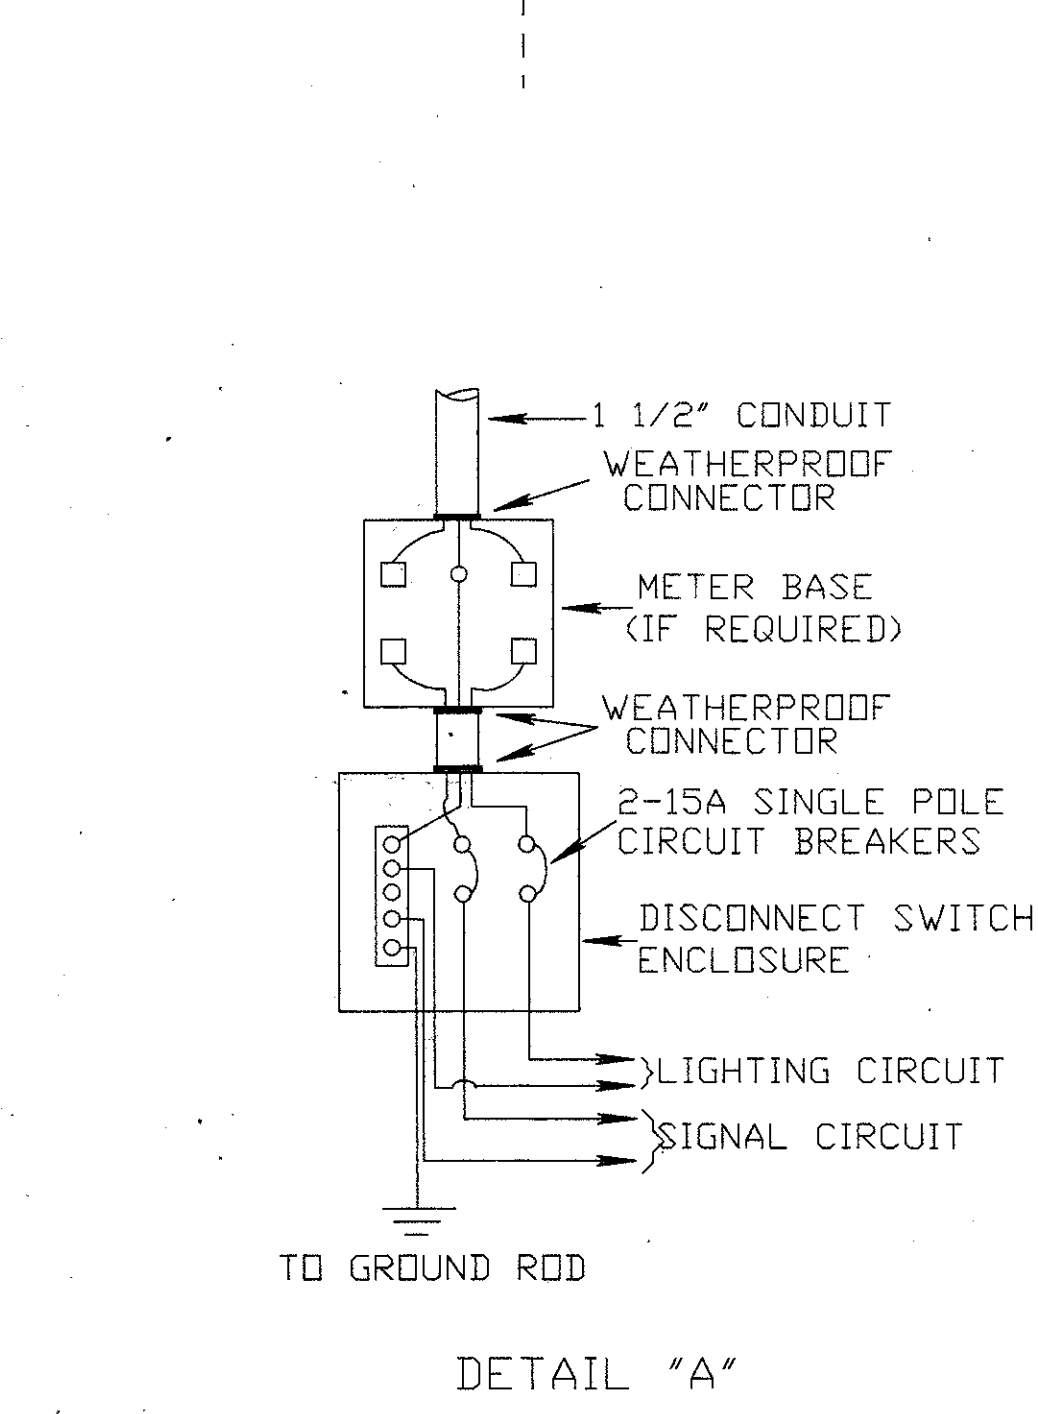 1 1/2" CONDUIT
WEATHERPROOF
CONNECTOR
METER BASE
(IF REQUIRED)
WEATHERPROOF
CONNECTOR
2-15A SINGLE POLE
CIRCUIT BREAKERS
DISCONNECT SWITCH
ENCLOSURE
LIGHTING CIRCUIT
SIGNAL CIRCUIT
TO GROUND ROD
DETAIL "A"